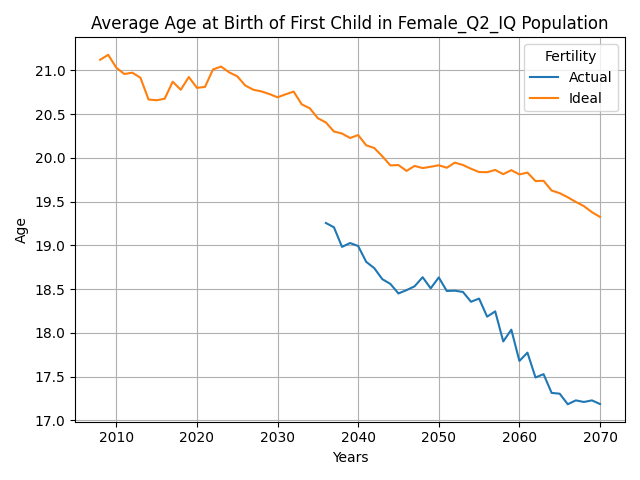 Average Age at Birth of First Child in Female_Q2_IQ Population
Fertility
Actual
Ideal
Age
21.0
20.5
20.0
19.5
19.0
18.5
18.0
17.5
17.0
2010 2020 2030 2040 2050 2060 2070
Years